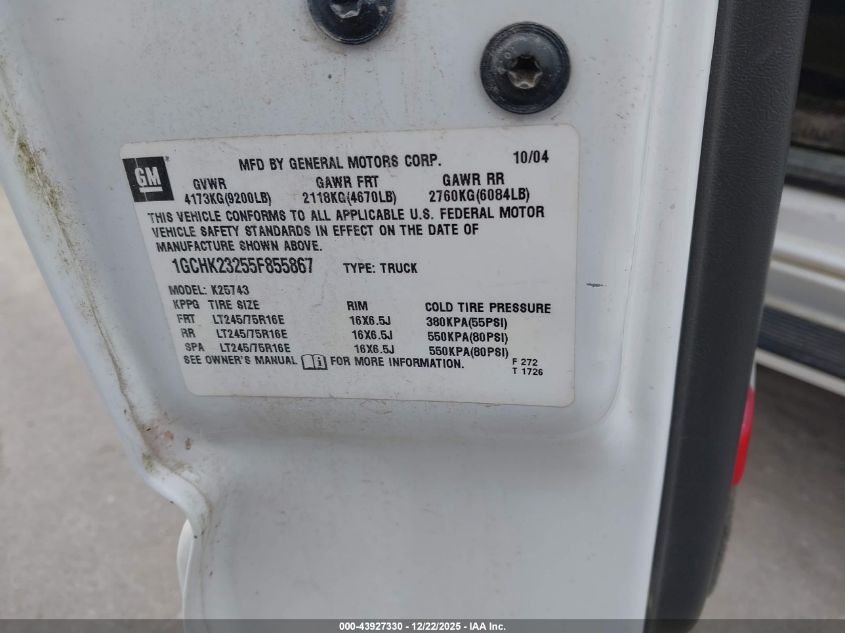 GM
MFD BY GENERAL MOTORS CORP. 10/04
GVWR GAWR FRT GAWR RR
4173KG(9200LB) 2118KG(4670LB) 2760KG(6084LB)
THIS VEHICLE CONFORMS TO ALL APPLICABLE U.S. FEDERAL MOTOR
VEHICLE SAFETY STANDARDS IN EFFECT ON THE DATE OF
MANUFACTURE SHOWN ABOVE.
1GCHK23255F855867 TYPE: TRUCK
MODEL: K25743
KPPG TIRE SIZE RIM COLD TIRE PRESSURE
FRT LT245/75R16E 16X6.5J 380KPA(55PSI)
RR LT245/75R16E 16X6.5J 550KPA(80PSI)
SPA LT245/75R16E 16X6.5J 550KPA(80PSI)
SEE OWNER'S MANUAL FOR MORE INFORMATION. F 272
T 1726
000-43927330 - 12/22/2025 - IAA Inc.